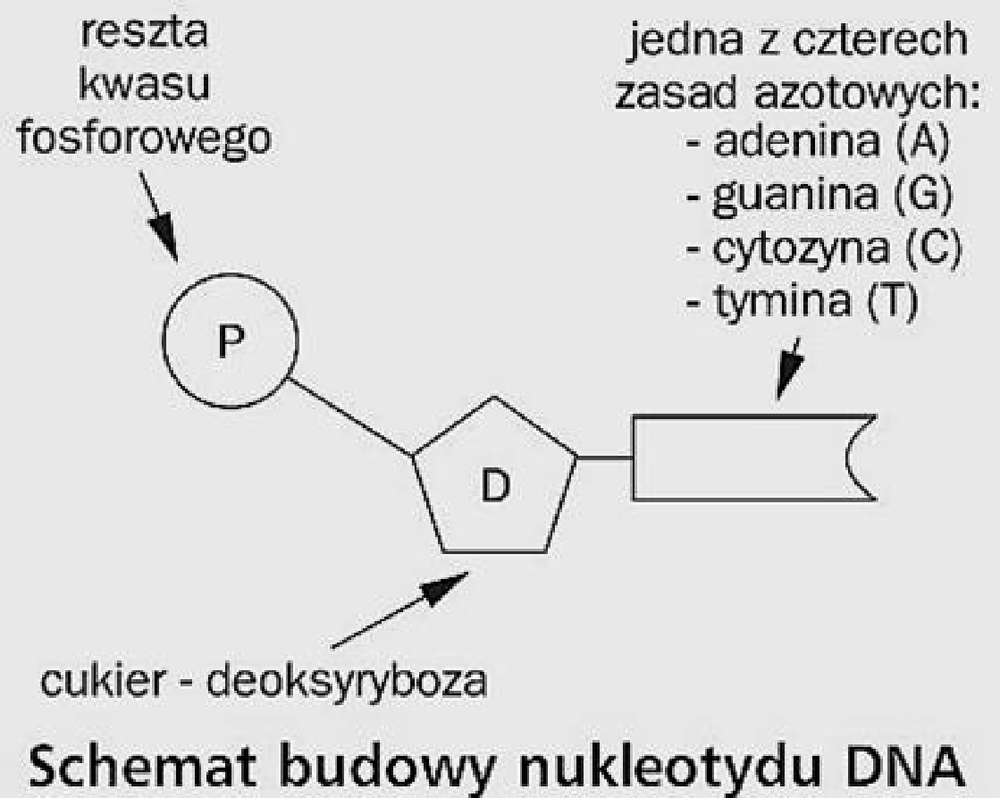 reszta
kwasu
fosforowego
jedna z czterech
zasad azotowych:
- adenina (A)
- guanina (G)
- cytozyna (C)
- tymina (T)
P
D
cukier - deoksyryboza
Schemat budowy nukleotydu DNA